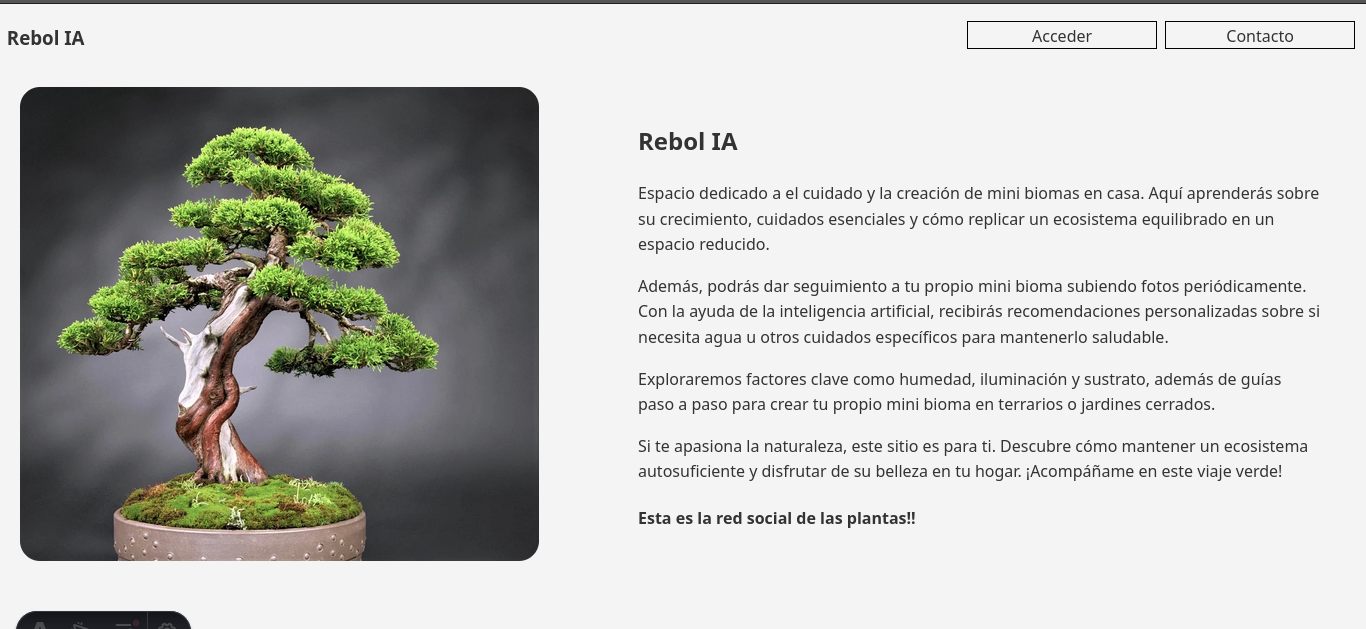 Rebol IA
Acceder
Contacto
Rebol IA
Espacio dedicado a el cuidado y la creación de mini biomas en casa. Aquí aprenderás sobre
su crecimiento, cuidados esenciales y cómo replicar un ecosistema equilibrado en un
espacio reducido.
Además, podrás dar seguimiento a tu propio mini bioma subiendo fotos periódicamente.
Con la ayuda de la inteligencia artificial, recibirás recomendaciones personalizadas sobre si
necesita agua u otros cuidados específicos para mantenerlo saludable.
Exploraremos factores clave como humedad, iluminación y sustrato, además de guías
paso a paso para crear tu propio mini bioma en terrarios o jardines cerrados.
Si te apasiona la naturaleza, este sitio es para ti. Descubre cómo mantener un ecosistema
autosuficiente y disfrutar de su belleza en tu hogar. ¡Acompáñame en este viaje verde!
Esta es la red social de las plantas!!